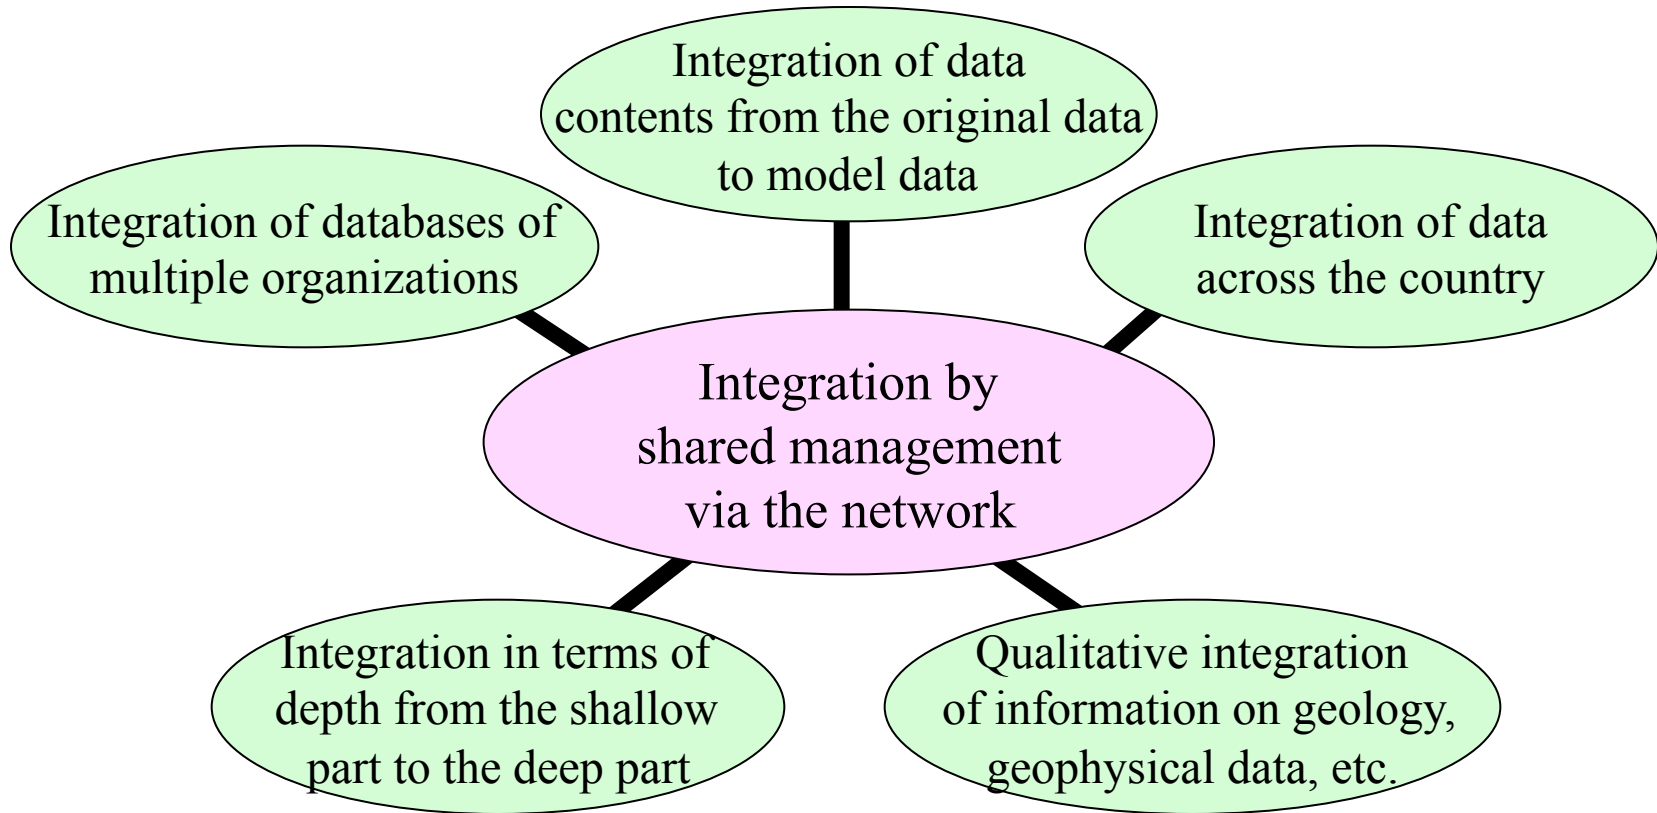 Integration of data
contents from the original data
to model data
Integration of databases of
multiple organizations
Integration of data
across the country
Integration by
shared management
via the network
Integration in terms of
depth from the shallow
part to the deep part
Qualitative integration
of information on geology,
geophysical data, etc.